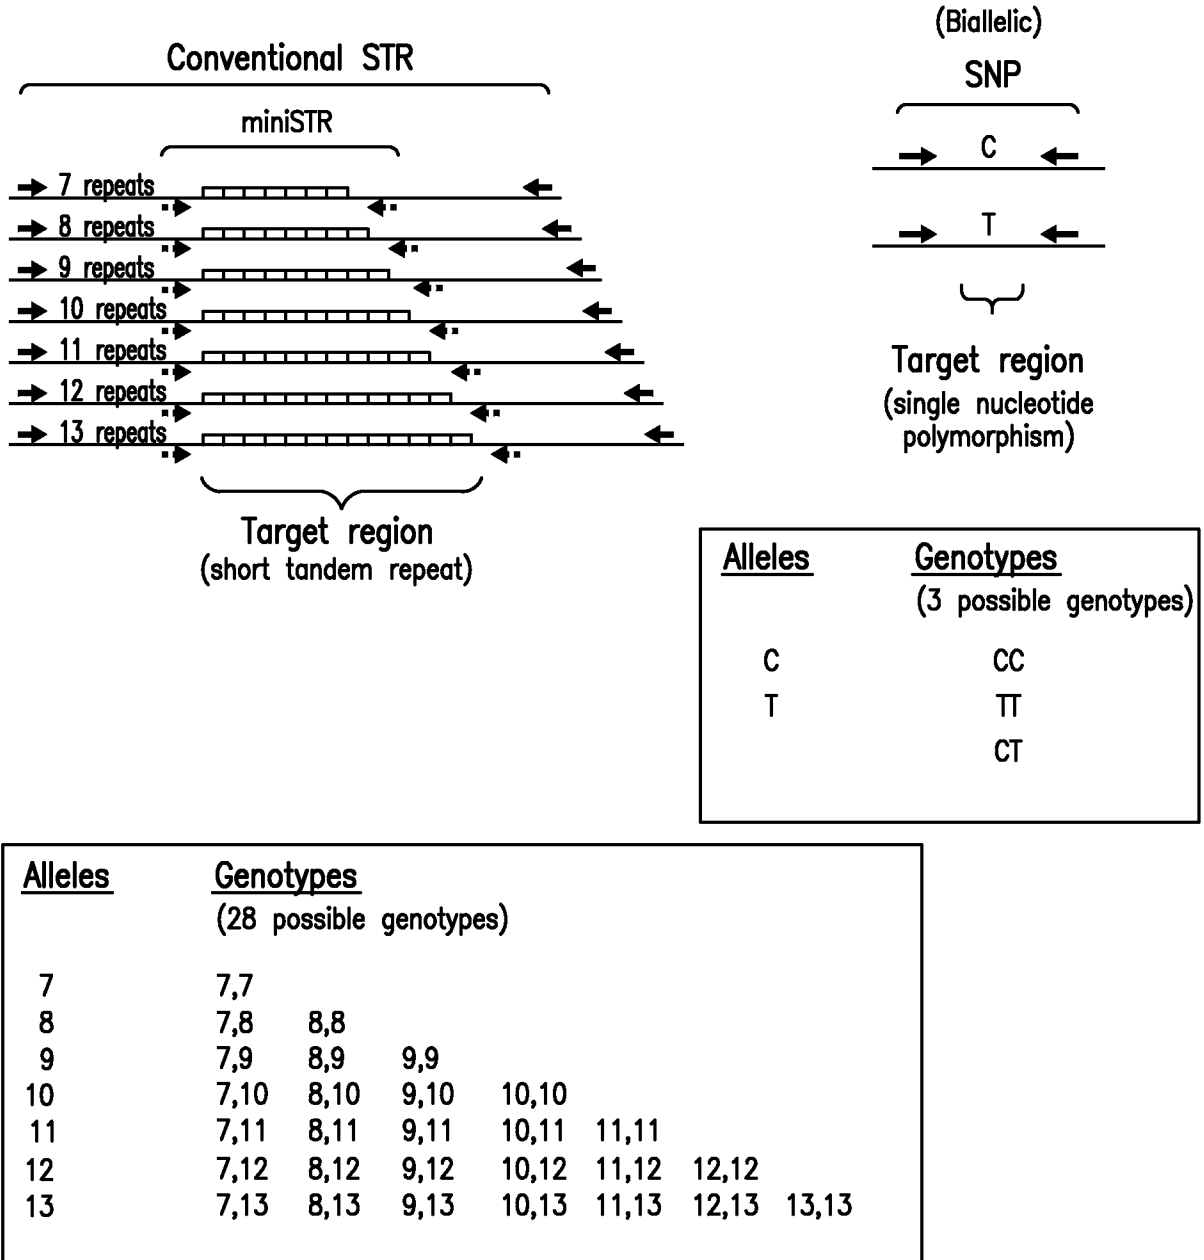 Conventional STR
miniSTR
7 repeats
8 repeats
9 repeats
10 repeats
11 repeats
12 repeats
13 repeats
Target region
(short tandem repeat)
(Biallelic)
SNP
C
T
Target region
(single nucleotide
polymorphism)
Alleles Genotypes
(3 possible genotypes)
C CC
T TT
CT
Alleles Genotypes
(28 possible genotypes)
7 7,7
8 7,8 8,8
9 7,9 8,9 9,9
10 7,10 8,10 9,10 10,10
11 7,11 8,11 9,11 10,11 11,11
12 7,12 8,12 9,12 10,12 11,12 12,12
13 7,13 8,13 9,13 10,13 11,13 12,13 13,13